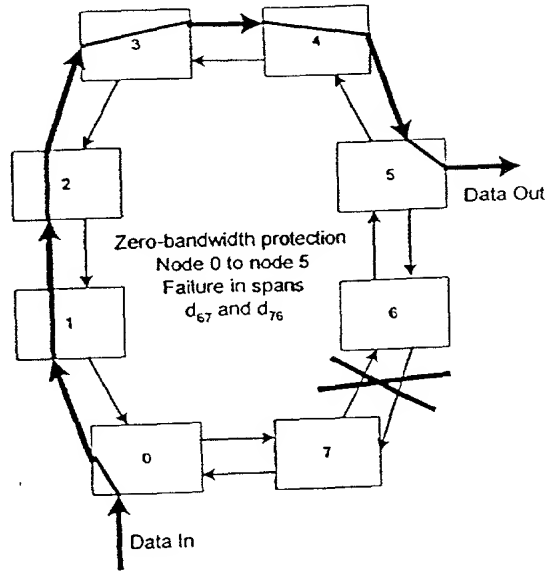 3
4
2
5
Data Out
Zero-bandwidth protection
Node 0 to node 5
Failure in spans
d67 and d76
1
6
0
7
Data In